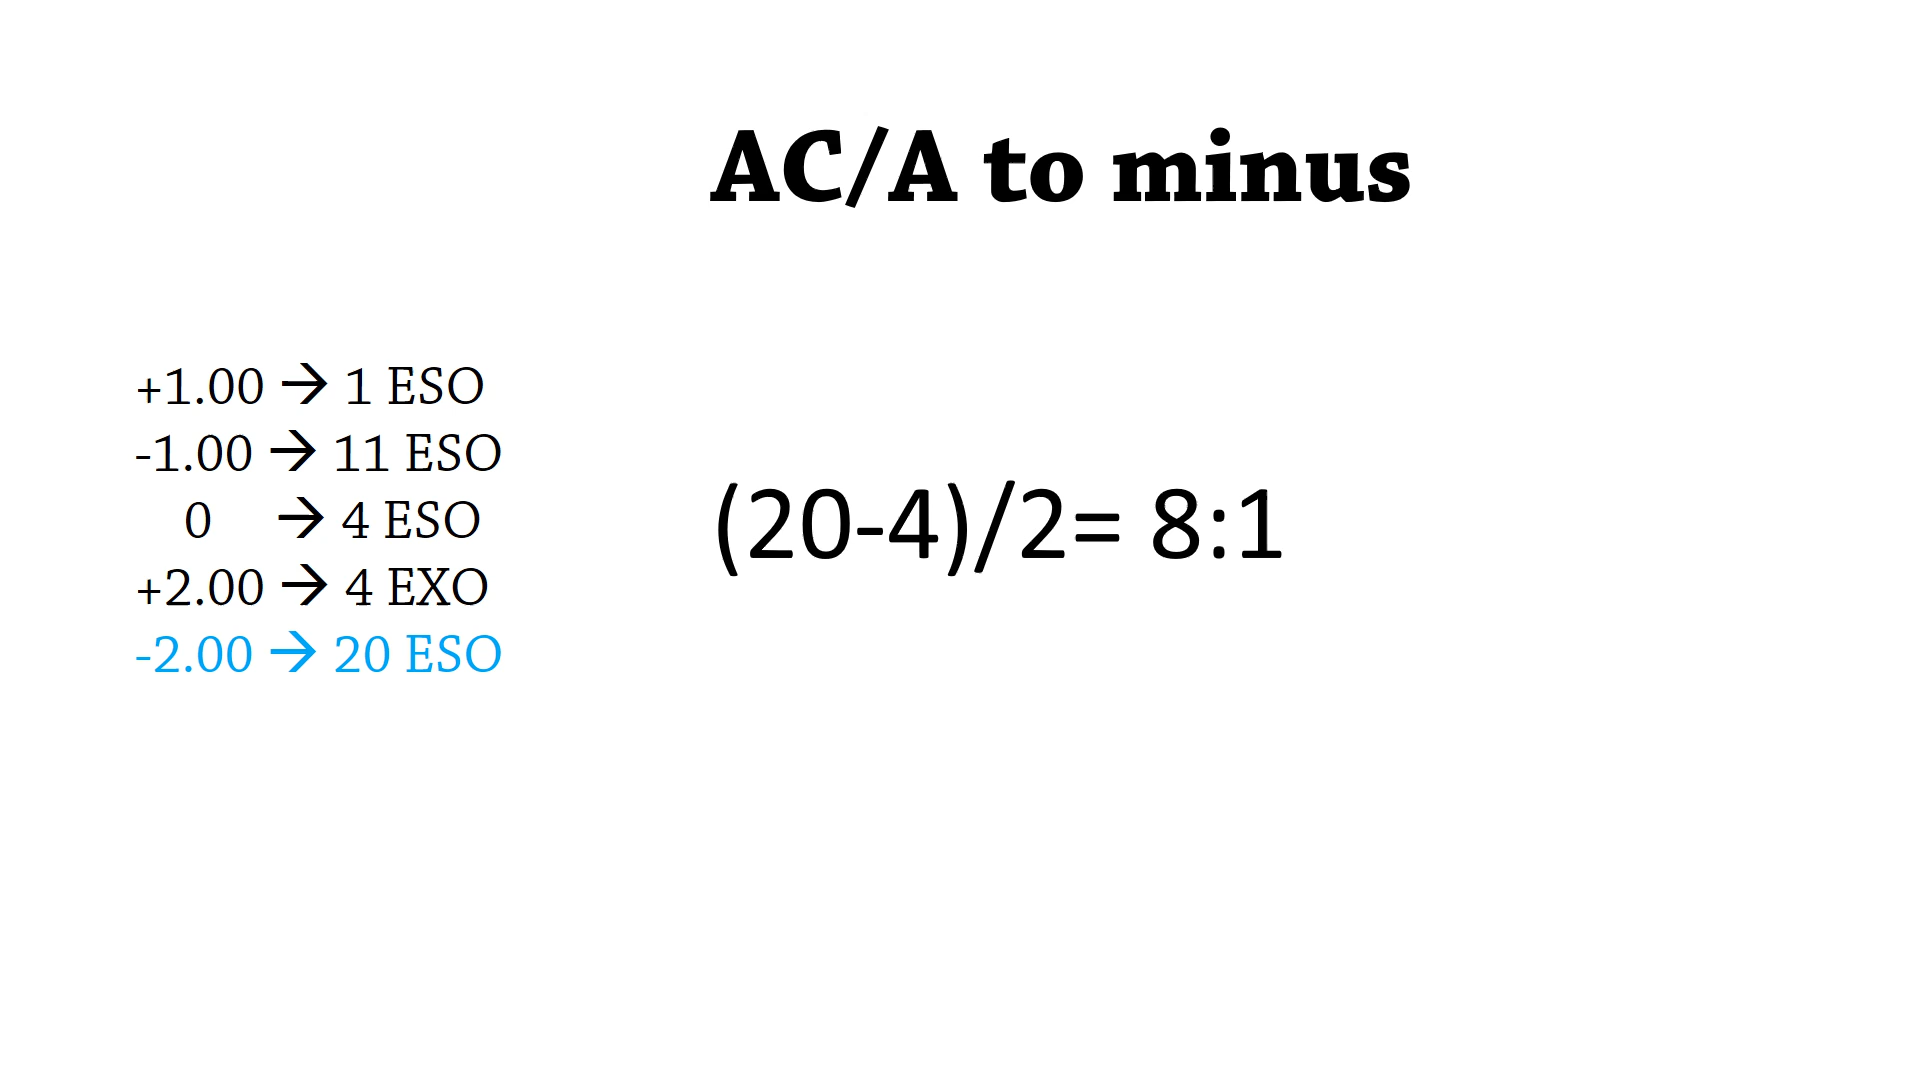 AC/A to minus
+1.00 → 1 ESO
-1.00 → 11 ESO
0 → 4 ESO
+2.00 → 4 EXO
-2.00 → 20 ESO
(20-4)/2= 8:1